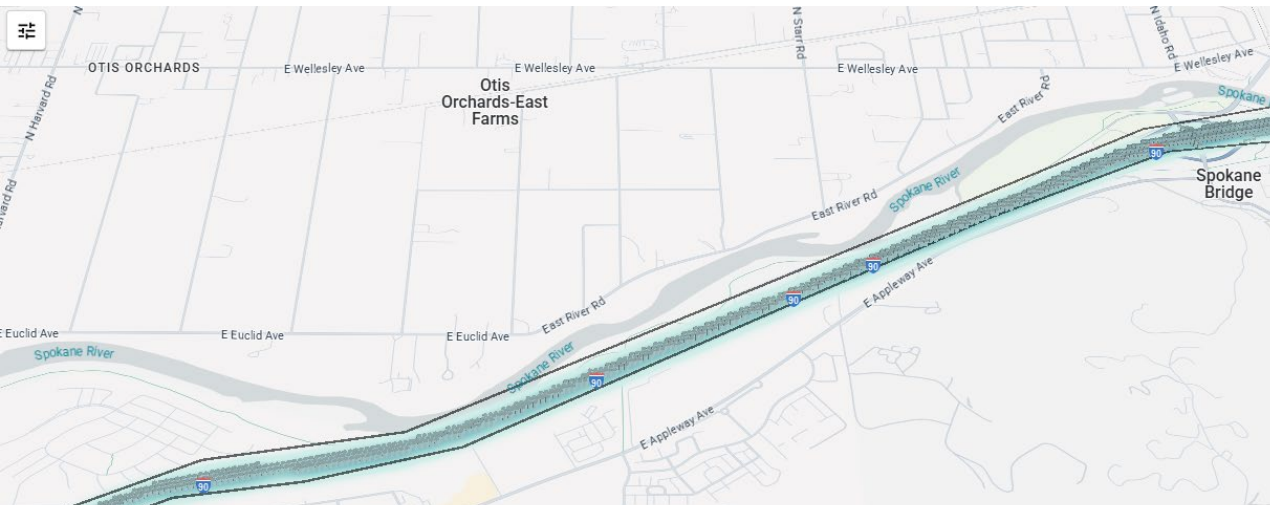 N
OTIS ORCHARDS
E Wellesley Ave
E Wellesley Ave
N Starr Rd
E Wellesley Ave
N Idaho Rd
E Wellesley Ave
Otis
Orchards-East
Farms
N Harvard Rd
East River Rd
Spokane
90
Spokane
Bridge
Spokane River
East River Rd
90
E Appleway Ave
90
East River Rd
E Euclid Ave
E Euclid Ave
E Euclid Ave
Spokane River
Spokane River
90
E Appleway Ave
90